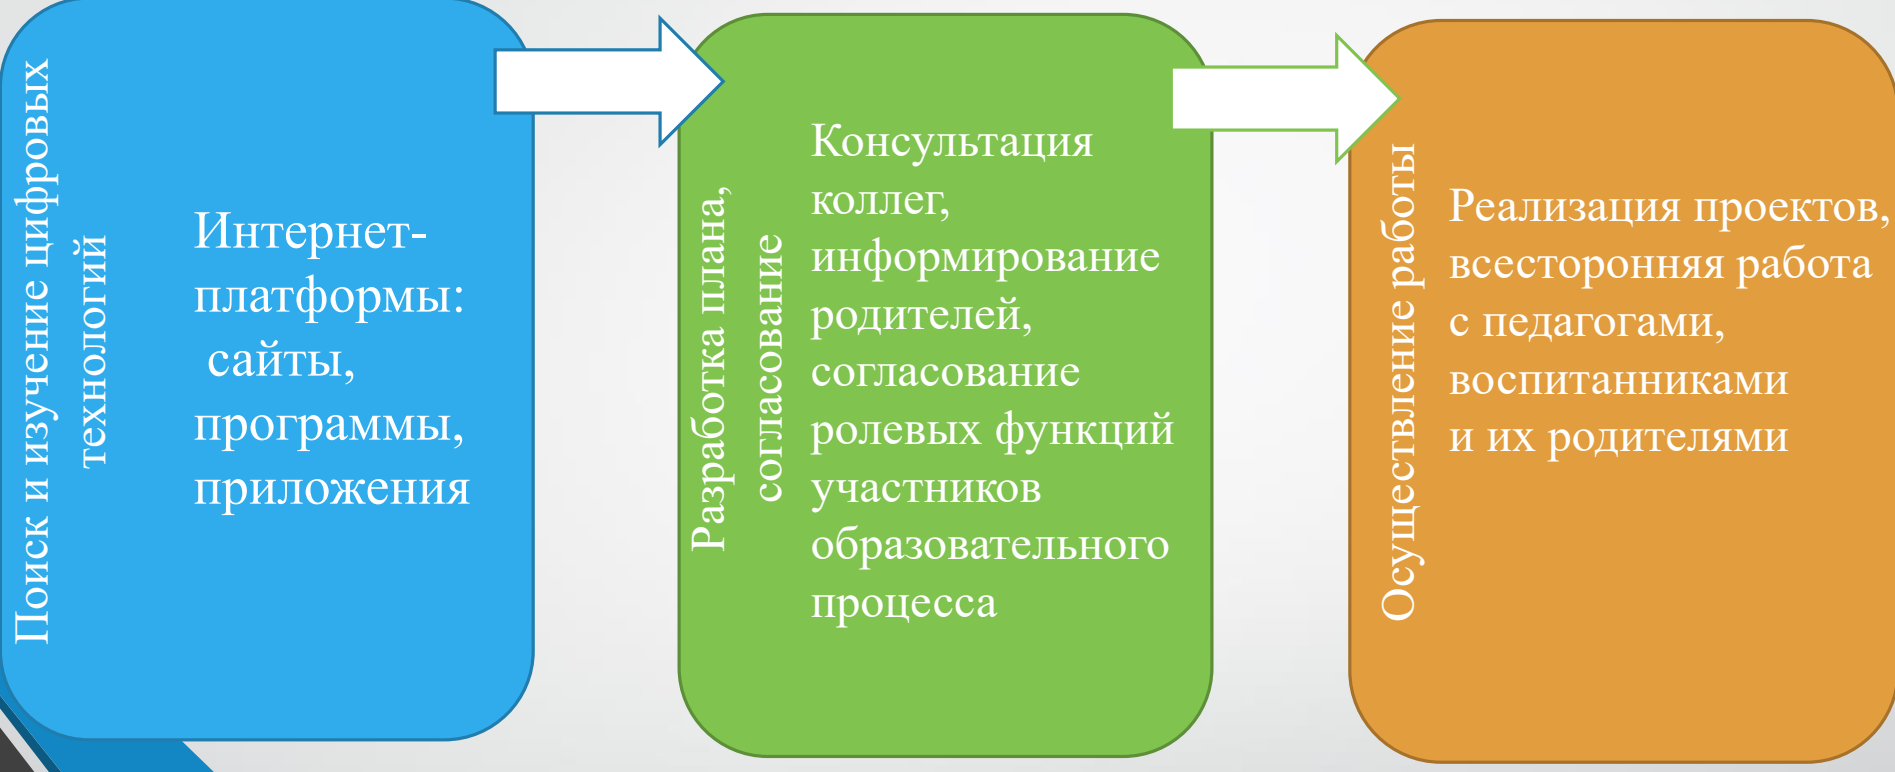 Поиск и изучение цифровых
технологий
Интернет-
платформы:
сайты,
программы,
приложения
Разработка плана,
согласование
Консультация
коллег,
информирование
родителей,
согласование
ролевых функций
участников
образовательного
процесса
Осуществление работы
Реализация проектов,
всесторонняя работа
с педагогами,
воспитанниками
и их родителями